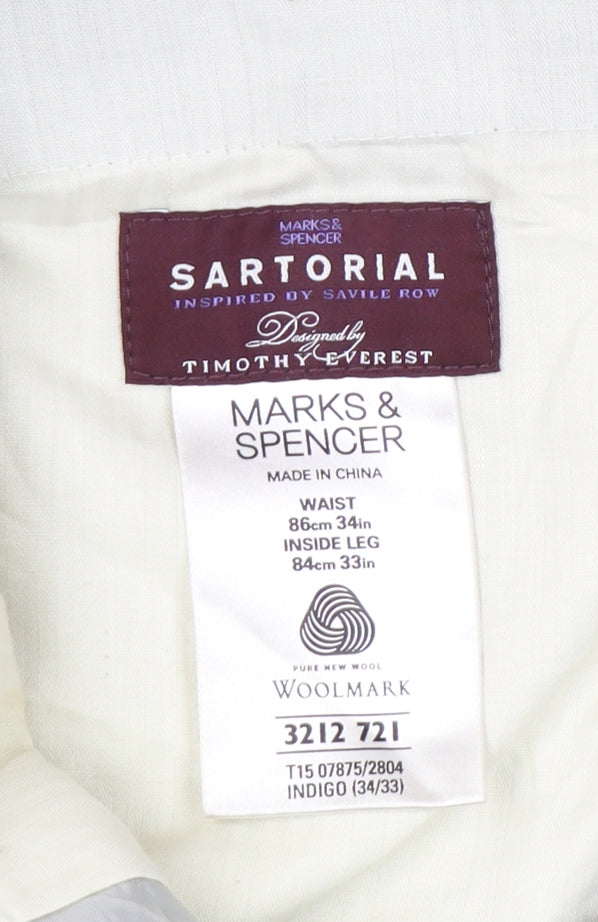 MARKS &
SPENCER
SARTORIAL
INSPIRED BY SAVILE ROW
Designed by
TIMOTHY EVEREST
MARKS &
SPENCER
MADE IN CHINA
WAIST
86cm 34in
INSIDE LEG
84cm 33in
PURE NEW WOOL
WOOLMARK
3212 721
T15 07875/2804
INDIGO (34/33)